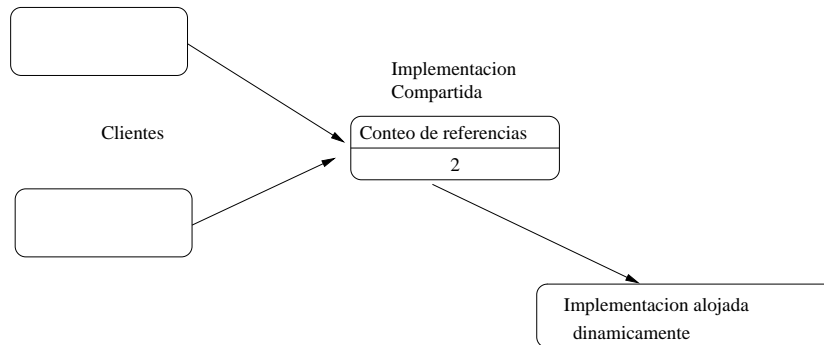 Implementacion
Compartida
Clientes
Conteo de referencias
2
Implementacion alojada
dinamicamente